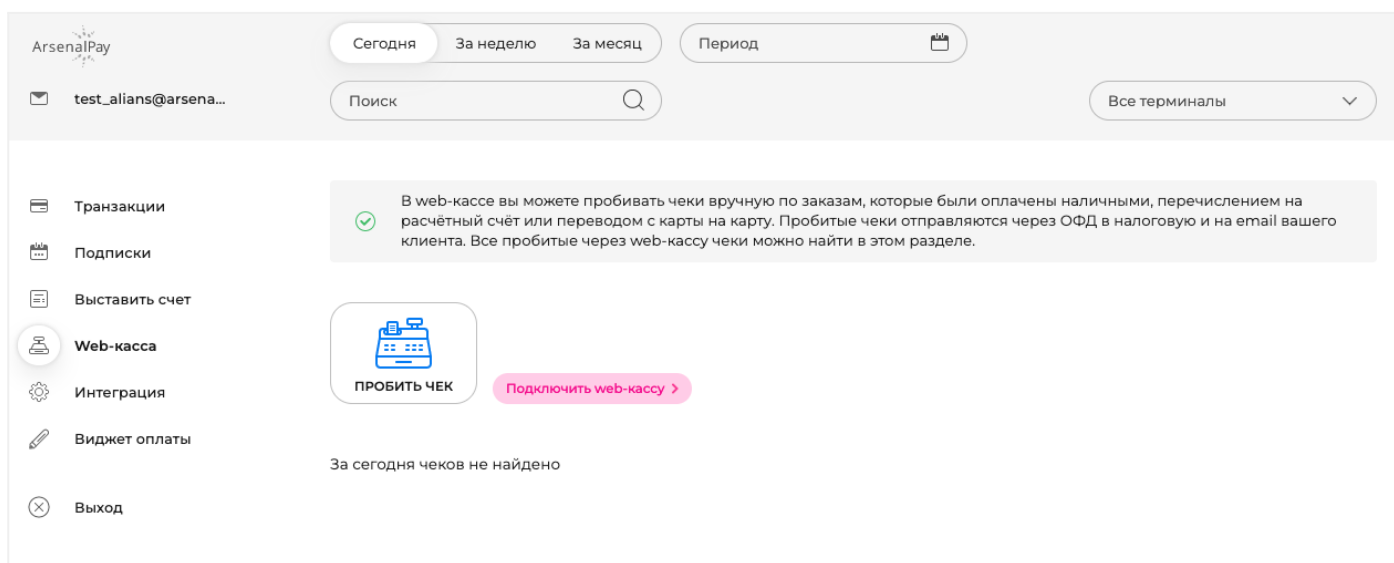 ArsenalPay
Сегодня За неделю За месяц Период
test_alians@arsena...
Поиск
Все терминалы
Транзакции
Подписки
Выставить счет
Web-касса
Интеграция
Виджет оплаты
Выход
В web-кассе вы можете пробивать чеки вручную по заказам, которые были оплачены наличными, перечислением на
расчётный счёт или переводом с карты на карту. Пробитые чеки отправляются через ОФД в налоговую и на email вашего
клиента. Все пробитые через web-кассу чеки можно найти в этом разделе.
ПРОБИТЬ ЧЕК
Подключить web-кассу >
За сегодня чеков не найдено